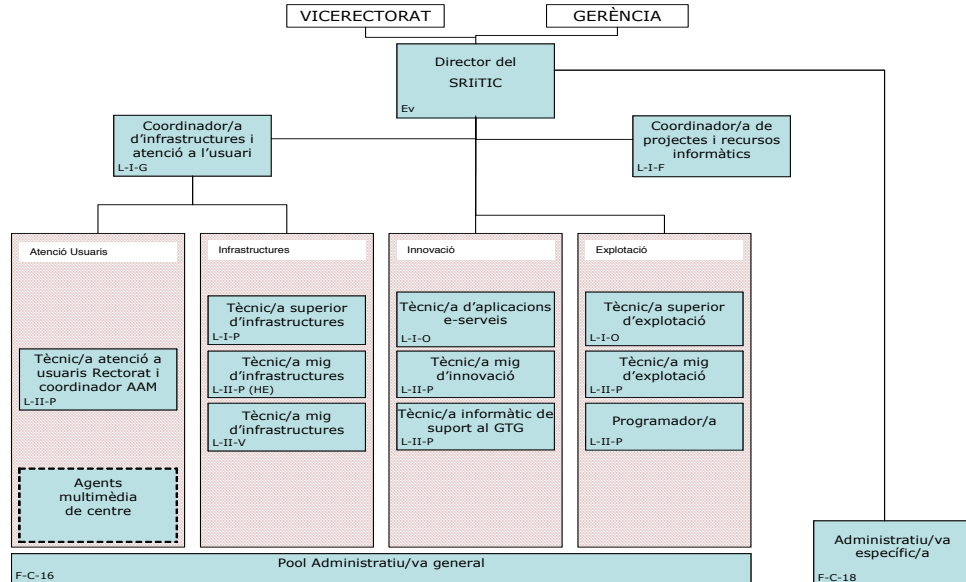 VICERECTORAT
GERÈNCIA
Director del
SRIiTIC
Ev
Coordinador/a
d'infrastructures i
atenció a l'usuari
L-I-G
Coordinador/a de
projectes i recursos
informàtics
L-I-F
Atenció Usuaris
Tècnic/a atenció a
usuaris Rectorat i
coordinador AAM
L-II-P
Agents
multimèdia
de centre
Infrastructures
Tècnic/a superior
d'infrastructures
L-I-P
Tècnic/a mig
d'infrastructures
L-II-P (HE)
Tècnic/a mig
d'infrastructures
L-II-V
Innovació
Tècnic/a d'aplicacions
e-serveis
L-I-O
Tècnic/a mig
d'innovació
L-II-P
Tècnic/a informàtic de
suport al GTG
L-II-P
Explotació
Tècnic/a superior
d'explotació
L-I-O
Tècnic/a mig
d'explotació
L-II-P
Programador/a
L-II-P
Pool Administratiu/va general
F-C-16
Administratiu/va
específic/a
F-C-18